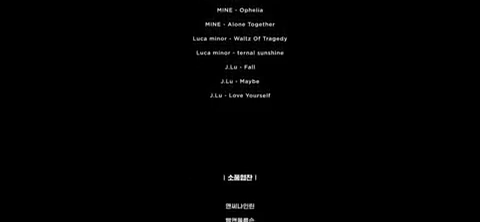 MINE - Ophelia
MINE - Alone Together
Luca minor - Waltz Of Tragedy
Luca minor - ternal sunshine
J.Lu - Fall
J.Lu - Maybe
J.Lu - Love Yourself
| 소품협찬 |
앤씨나인린